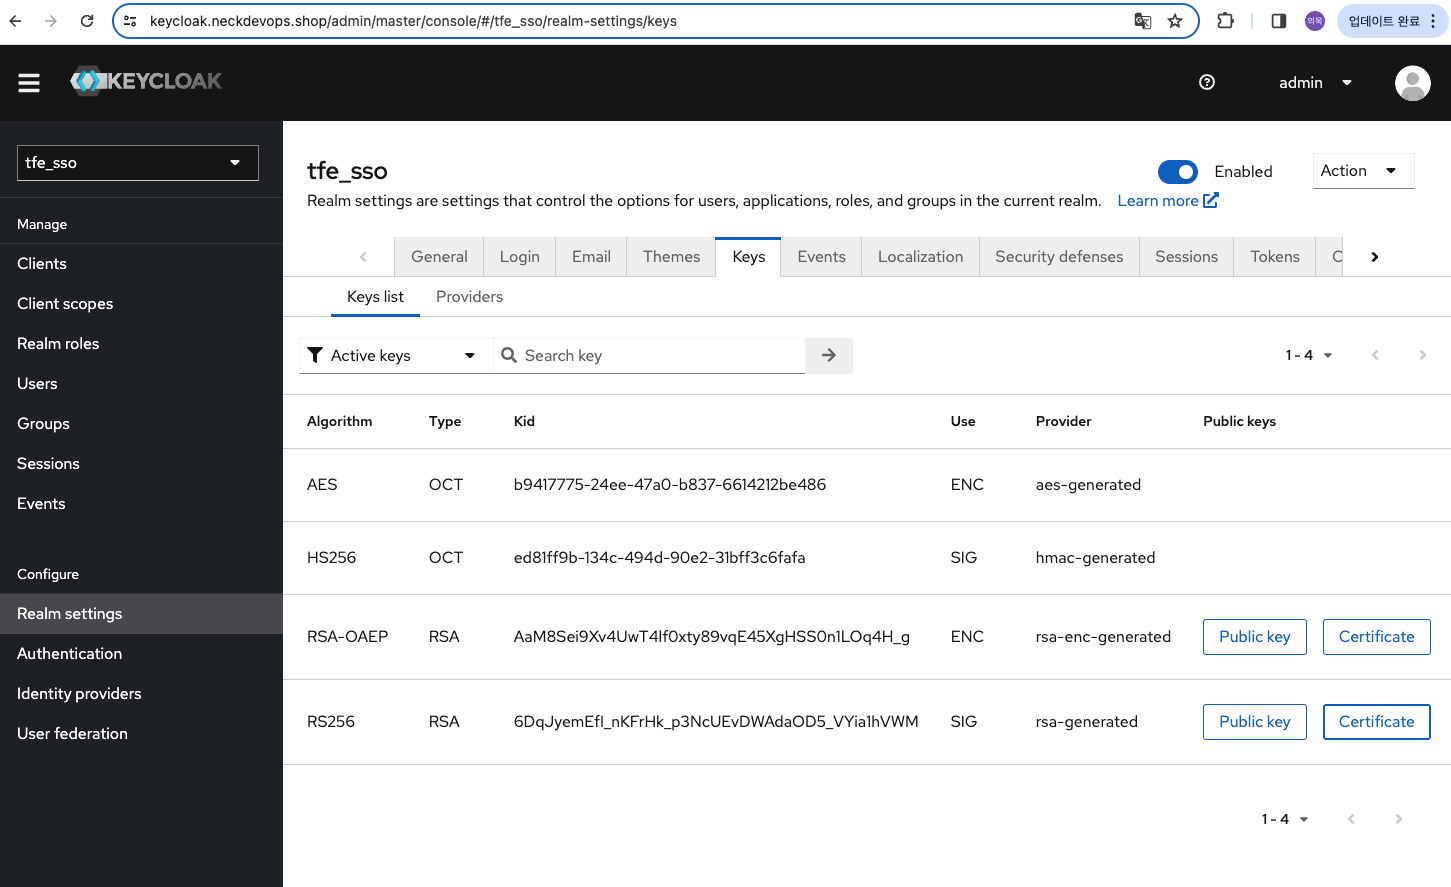 keycloak.neckdevops.shop/admin/master/console/#/tfe_sso/realm-settings/keys
의목
업데이트 완료
KEYCLOAK
admin
tfe_sso
Manage
Clients
Client scopes
Realm roles
Users
Groups
Sessions
Events
Configure
Realm settings
Authentication
Identity providers
User federation
tfe_sso
Enabled
Action
Realm settings are settings that control the options for users, applications, roles, and groups in the current realm. Learn more
General Login Email Themes Keys Events Localization Security defenses Sessions Tokens
Keys list Providers
Active keys Search key 1 - 4
Algorithm Type Kid Use Provider Public keys
AES OCT b9417775-24ee-47a0-b837-6614212be486 ENC aes-generated
HS256 OCT ed81ff9b-134c-494d-90e2-31bff3c6fafa SIG hmac-generated
RSA-OAEP RSA AaM8Sei9Xv4UwT4lf0xty89vqE45XgHSS0n1LOq4H_g ENC rsa-enc-generated Public key Certificate
RS256 RSA 6DqJyemEfI_nKFrHk_p3NcUEvDWAdaOD5_VYia1hVWM SIG rsa-generated Public key Certificate
1 - 4